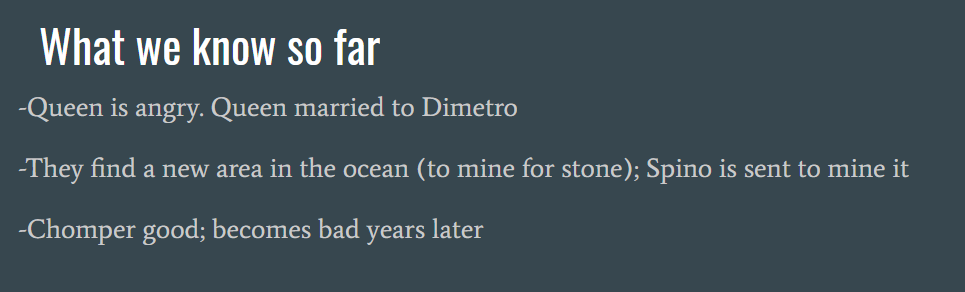 What we know so far
-Queen is angry. Queen married to Dimetro
-They find a new area in the ocean (to mine for stone); Spino is sent to mine it
-Chomper good; becomes bad years later